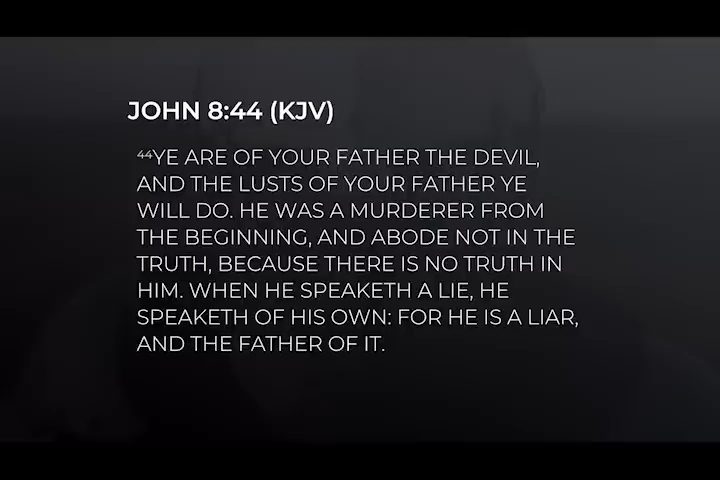 JOHN 8:44 (KJV)
⁴⁴YE ARE OF YOUR FATHER THE DEVIL,
AND THE LUSTS OF YOUR FATHER YE
WILL DO. HE WAS A MURDERER FROM
THE BEGINNING, AND ABODE NOT IN THE
TRUTH, BECAUSE THERE IS NO TRUTH IN
HIM. WHEN HE SPEAKETH A LIE, HE
SPEAKETH OF HIS OWN: FOR HE IS A LIAR,
AND THE FATHER OF IT.